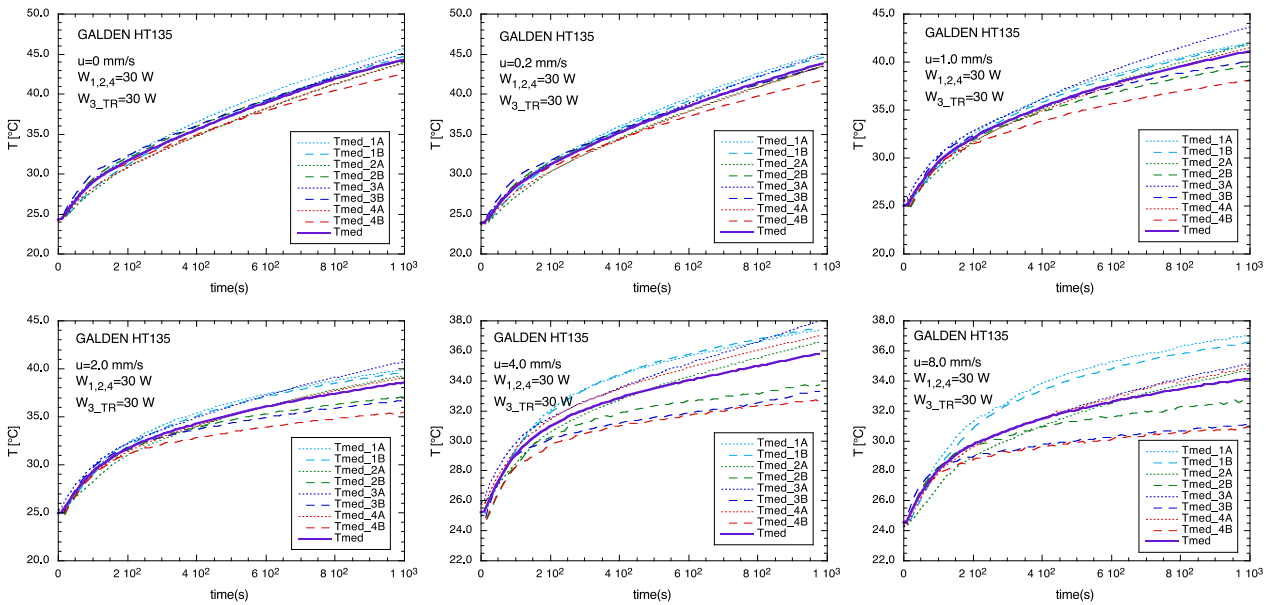 GALDEN HT135
u=0 mm/s
W1,2,4=30 W
W3_TR=30 W
T [°C]
50.0
45.0
40.0
35.0
30.0
25.0
20.0
Tmed_1A
Tmed_1B
Tmed_2A
Tmed_2B
Tmed_3A
Tmed_3B
Tmed_4A
Tmed_4B
Tmed
0 2 10² 4 10² 6 10² 8 10² 1 10³
time(s)
GALDEN HT135
u=0.2 mm/s
W1,2,4=30 W
W3_TR=30 W
T [°C]
50.0
45.0
40.0
35.0
30.0
25.0
20.0
Tmed_1A
Tmed_1B
Tmed_2A
Tmed_2B
Tmed_3A
Tmed_3B
Tmed_4A
Tmed_4B
Tmed
0 2 10² 4 10² 6 10² 8 10² 1 10³
time(s)
GALDEN HT135
u=1.0 mm/s
W1,2,4=30 W
W3_TR=30 W
T [°C]
45.0
40.0
35.0
30.0
25.0
20.0
Tmed_1A
Tmed_1B
Tmed_2A
Tmed_2B
Tmed_3A
Tmed_3B
Tmed_4A
Tmed_4B
Tmed
0 2 10² 4 10² 6 10² 8 10² 1 10³
time(s)
GALDEN HT135
u=2.0 mm/s
W1,2,4=30 W
W3_TR=30 W
T [°C]
45.0
40.0
35.0
30.0
25.0
20.0
Tmed_1A
Tmed_1B
Tmed_2A
Tmed_2B
Tmed_3A
Tmed_3B
Tmed_4A
Tmed_4B
Tmed
0 2 10² 4 10² 6 10² 8 10² 1 10³
time(s)
GALDEN HT135
u=4.0 mm/s
W1,2,4=30 W
W3_TR=30 W
T [°C]
38.0
36.0
34.0
32.0
30.0
28.0
26.0
24.0
22.0
Tmed_1A
Tmed_1B
Tmed_2A
Tmed_2B
Tmed_3A
Tmed_3B
Tmed_4A
Tmed_4B
Tmed
0 2 10² 4 10² 6 10² 8 10² 1 10³
time(s)
GALDEN HT135
u=8.0 mm/s
W1,2,4=30 W
W3_TR=30 W
T [°C]
38.0
36.0
34.0
32.0
30.0
28.0
26.0
24.0
22.0
Tmed_1A
Tmed_1B
Tmed_2A
Tmed_2B
Tmed_3A
Tmed_3B
Tmed_4A
Tmed_4B
Tmed
0 2 10² 4 10² 6 10² 8 10² 1 10³
time(s)